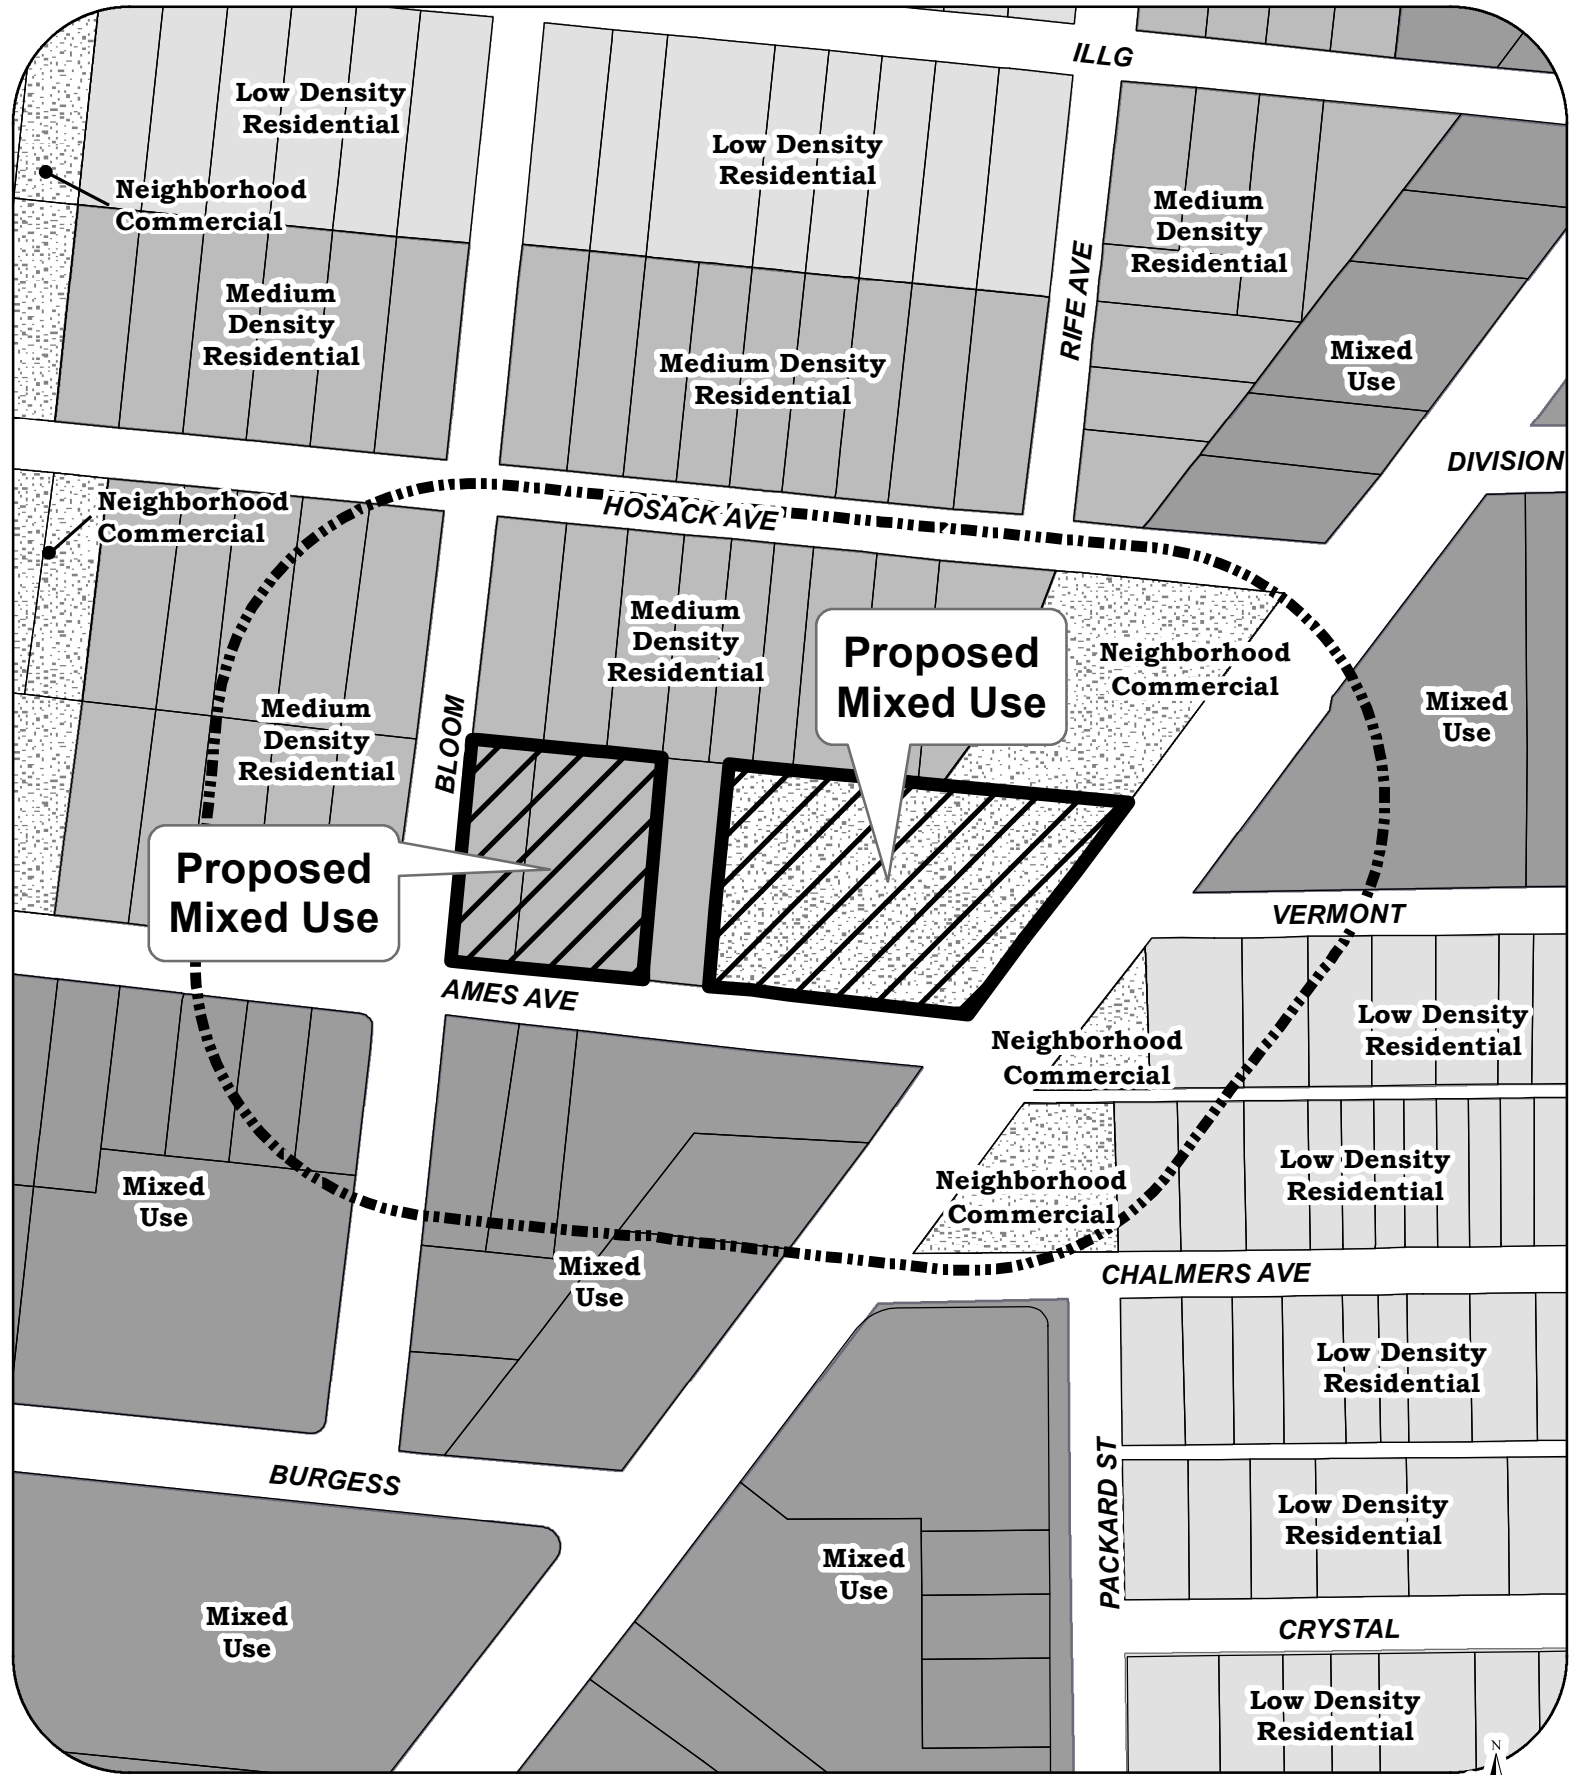 ILLG
Low Density
Residential
Low Density
Residential
Neighborhood
Commercial
Medium
Density
Residential
RIFE AVE
Medium
Density
Residential
Medium Density
Residential
Mixed
Use
DIVISION
Neighborhood
Commercial
HOSACK AVE
Medium
Density
Residential
Proposed
Mixed Use
Neighborhood
Commercial
Mixed
Use
Medium
Density
Residential
BLOOM
Proposed
Mixed Use
VERMONT
AMES AVE
Neighborhood
Commercial
Low Density
Residential
Mixed
Use
Neighborhood
Commercial
Low Density
Residential
Mixed
Use
CHALMERS AVE
Low Density
Residential
BURGESS
PACKARD ST
Low Density
Residential
Mixed
Use
Mixed
Use
CRYSTAL
Low Density
Residential
N